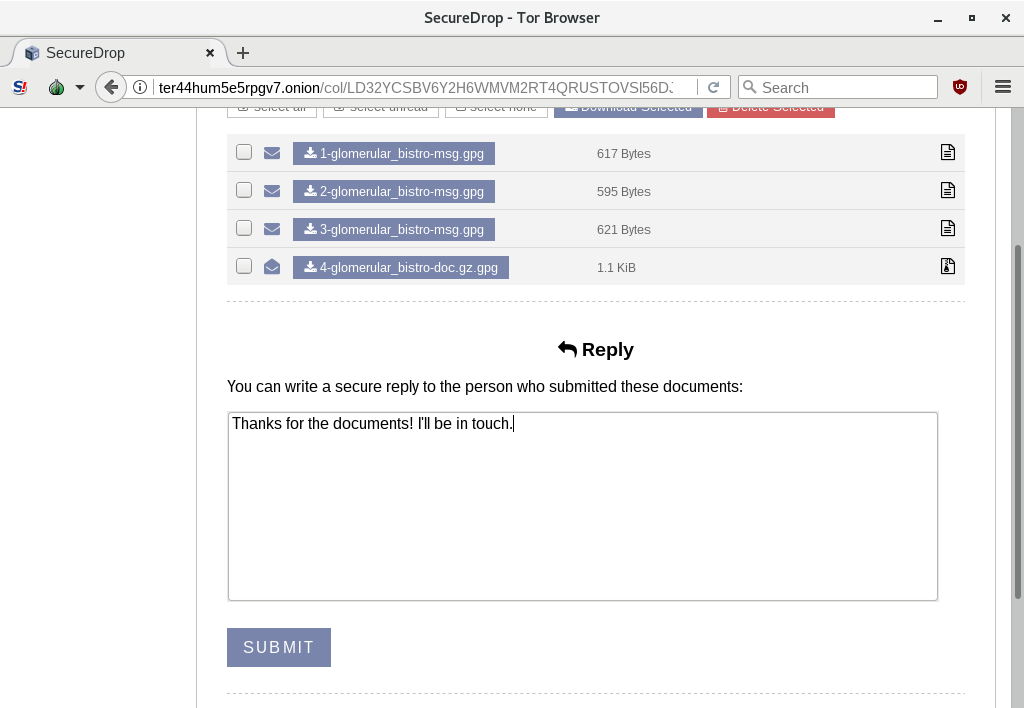 SecureDrop - Tor Browser
SecureDrop
ter44hum5e5rpgv7.onion/col/LD32YCSBV6Y2H6WMVM2RT4QRUSTOVSI56DJ
Search
Select all Select unread Select none Download Selected Delete Selected
1-glomerular_bistro-msg.gpg 617 Bytes
2-glomerular_bistro-msg.gpg 595 Bytes
3-glomerular_bistro-msg.gpg 621 Bytes
4-glomerular_bistro-doc.gz.gpg 1.1 KiB
Reply
You can write a secure reply to the person who submitted these documents:
Thanks for the documents! I'll be in touch.
SUBMIT